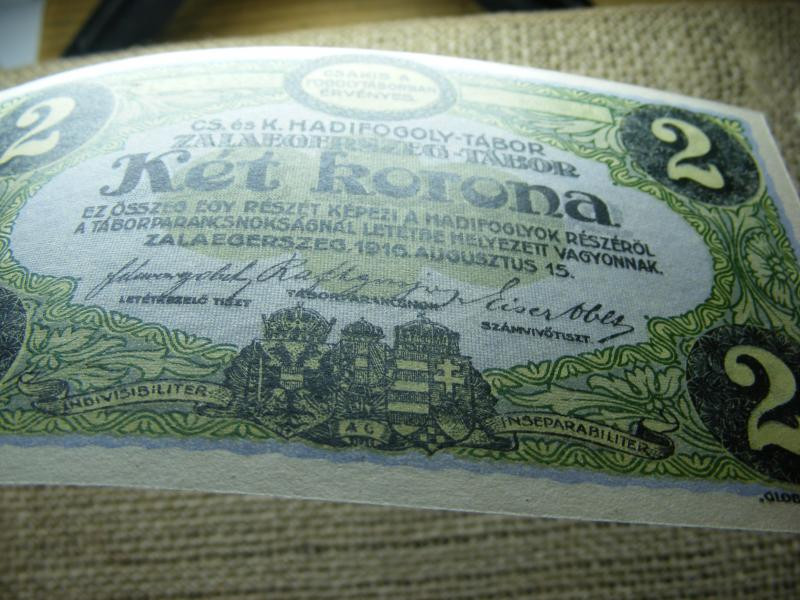 2
CSAKIS A
FOGOLYTÁBORBAN
ÉRVÉNYES.
2
CS. és K. HADIFOGOLY-TÁBOR
ZALAEGERSZEG-TÁBOR
Két korona
EZ ÖSSZEG EGY RÉSZÉT KÉPEZI A HADIFOGLYOK RÉSZÉRŐL
A TÁBORPARANCSNOKSÁGNÁL LETÉTBE HELYEZETT VAGYONNAK.
ZALAEGERSZEG, 1916. AUGUSZTUS 15.
LETÉTKEZELŐ TISZT
TÁBORPARANCSNOK
SZÁMVIVŐTISZT.
INDIVISIBILITER
A G
INSEPARABILITER
2